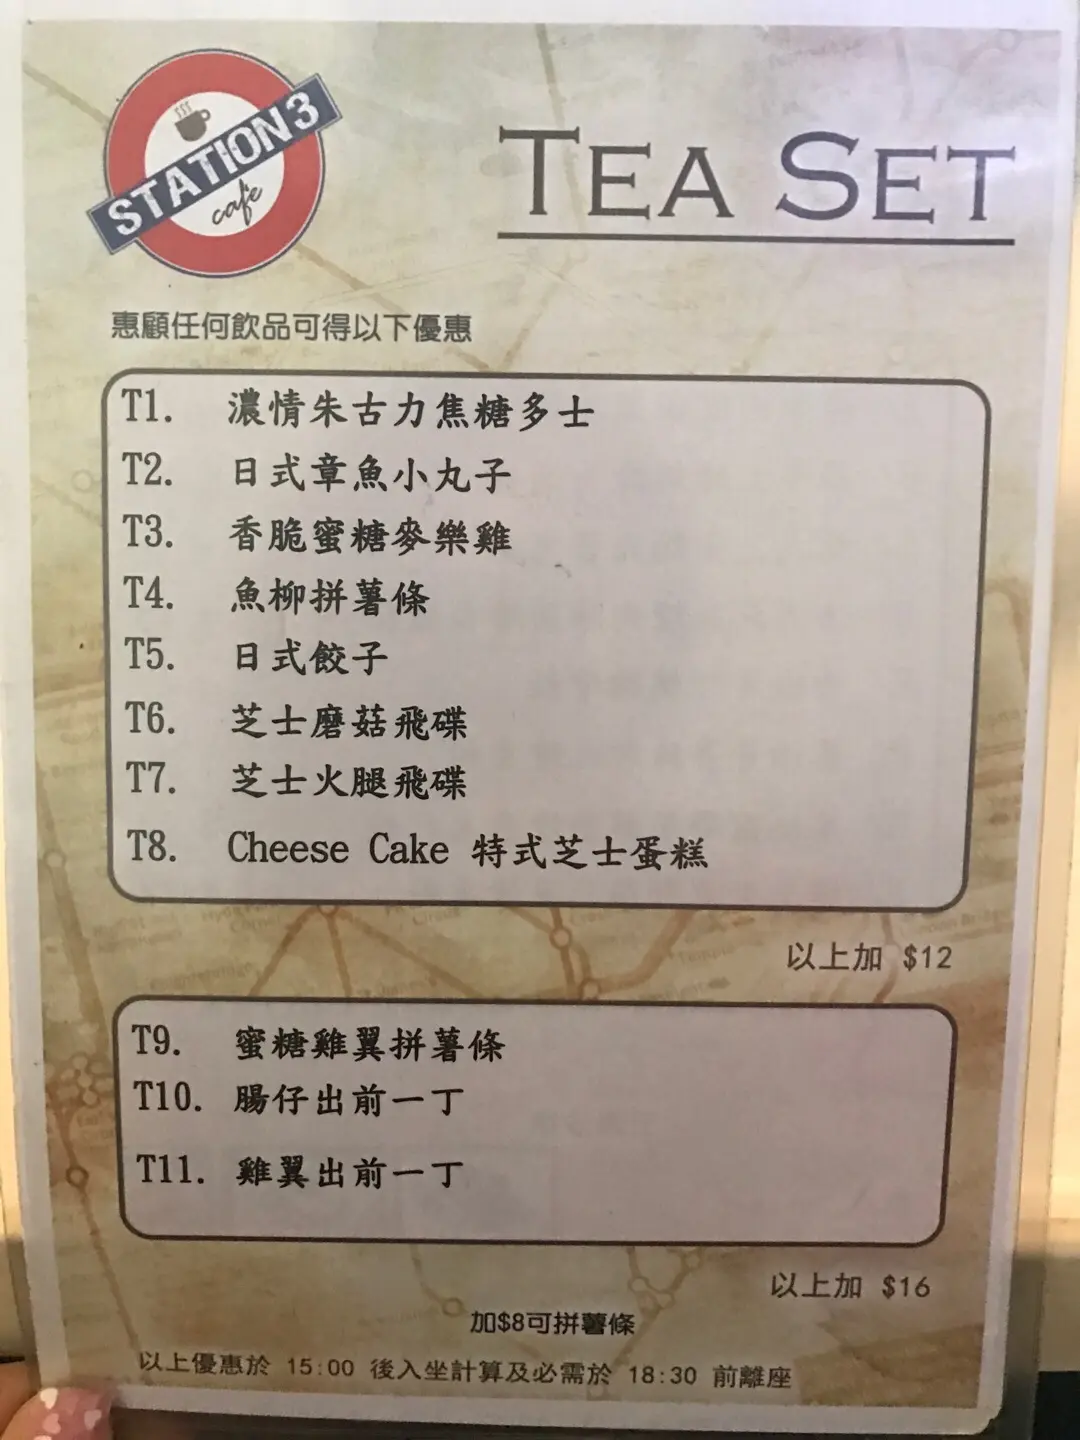 STATION 3
cafe
TEA SET
惠顧任何飲品可得以下優惠
T1. 濃情朱古力焦糖多士
T2. 日式章魚小丸子
T3. 香脆蜜糖麥樂雞
T4. 魚柳拼薯條
T5. 日式餃子
T6. 芝士磨菇飛碟
T7. 芝士火腿飛碟
T8. Cheese Cake 特式芝士蛋糕
以上加 $12
T9. 蜜糖雞翼拼薯條
T10. 腸仔出前一丁
T11. 雞翼出前一丁
以上加 $16
加$8可拼薯條
以上優惠於 15:00 後入坐計算及必需於 18:30 前離座